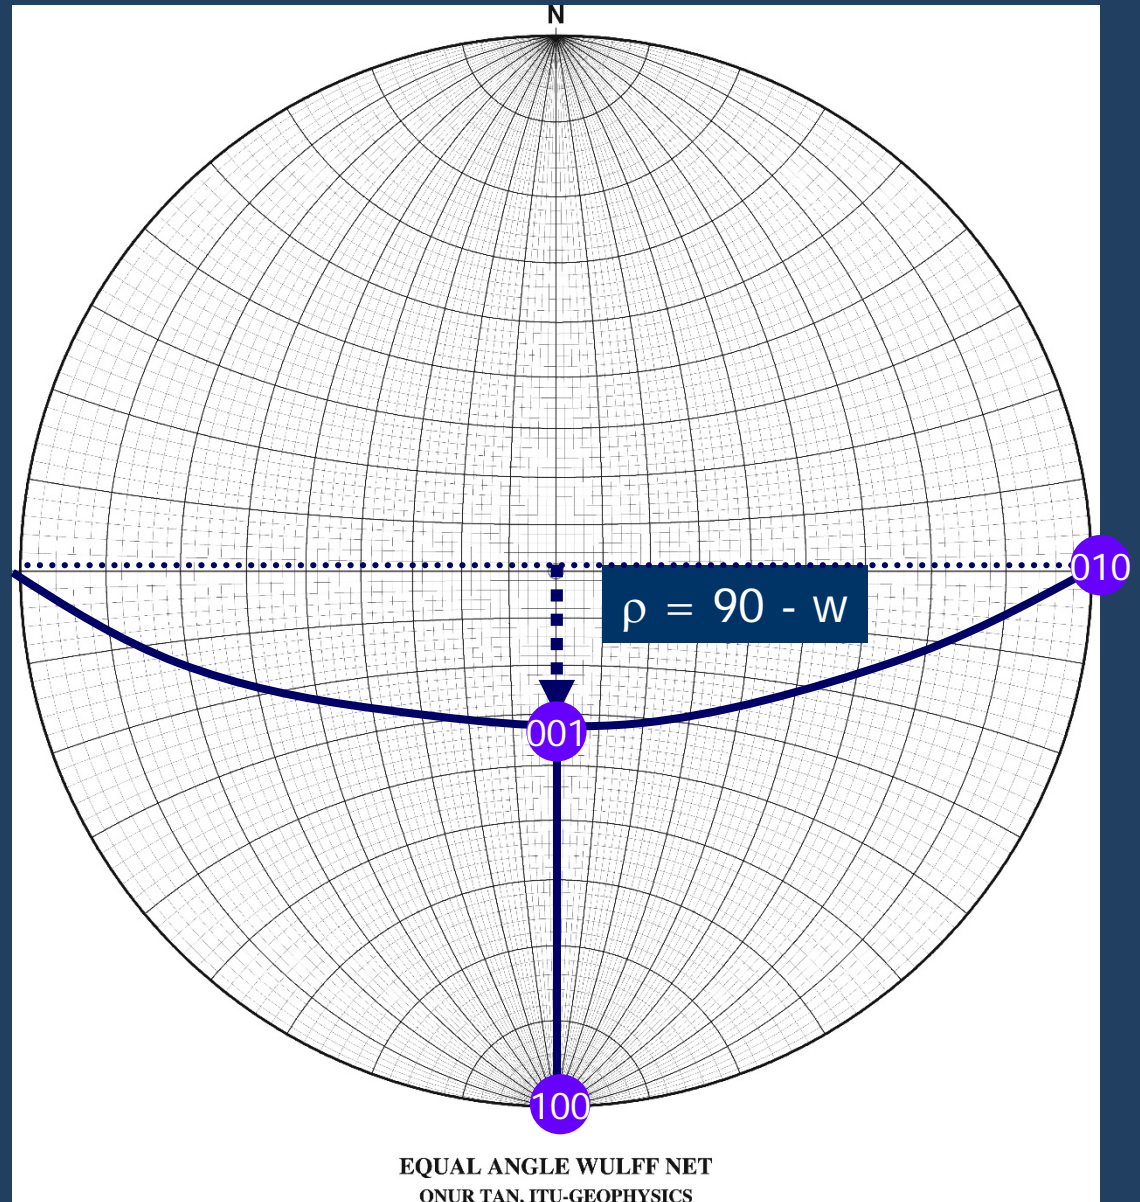 N
010
ρ = 90 - w
001
100
EQUAL ANGLE WULFF NET
ONUR TAN, ITU-GEOPHYSICS